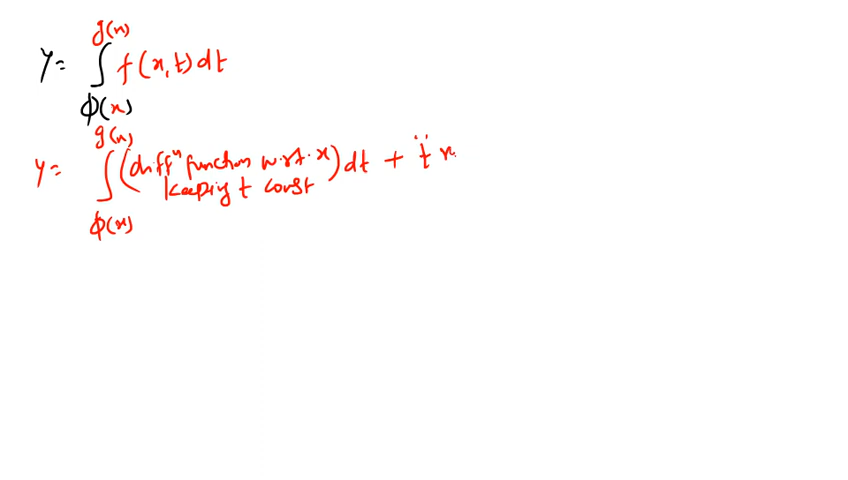 g(x)
y= ∫ f(x,t)dt
φ(x)
g(x)
y= ∫ (diffⁿ function w.r.t. x) dt + "t
keeping t const
φ(x)